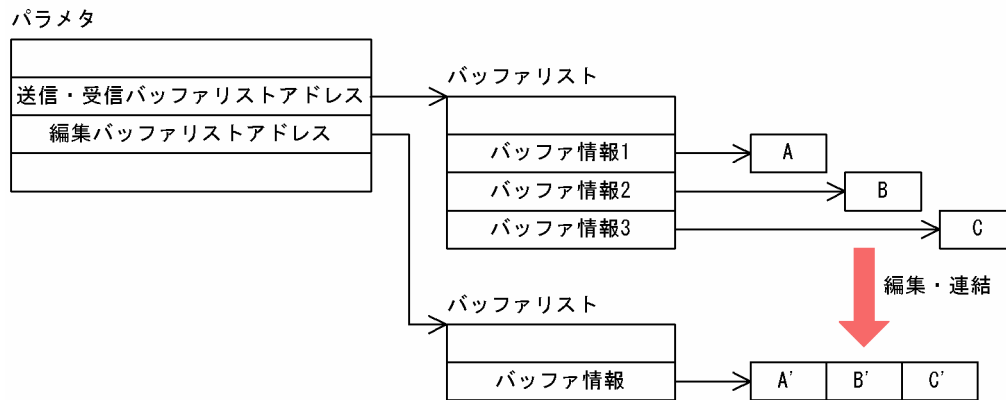 パラメタ
送信・受信バッファリストアドレス
編集バッファリストアドレス
バッファリスト
バッファ情報1
A
バッファ情報2
B
バッファ情報3
C
編集・連結
バッファリスト
バッファ情報
A' B' C'